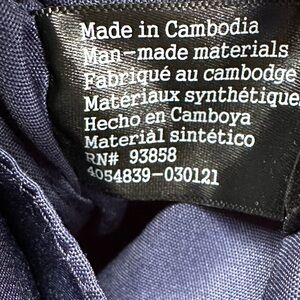 Made in Cambodia
Man-made materials
Fabriqué au cambodge
Matériaux synthétique
Hecho en Camboya
Material sintético
RN# 93858
4054839-030121